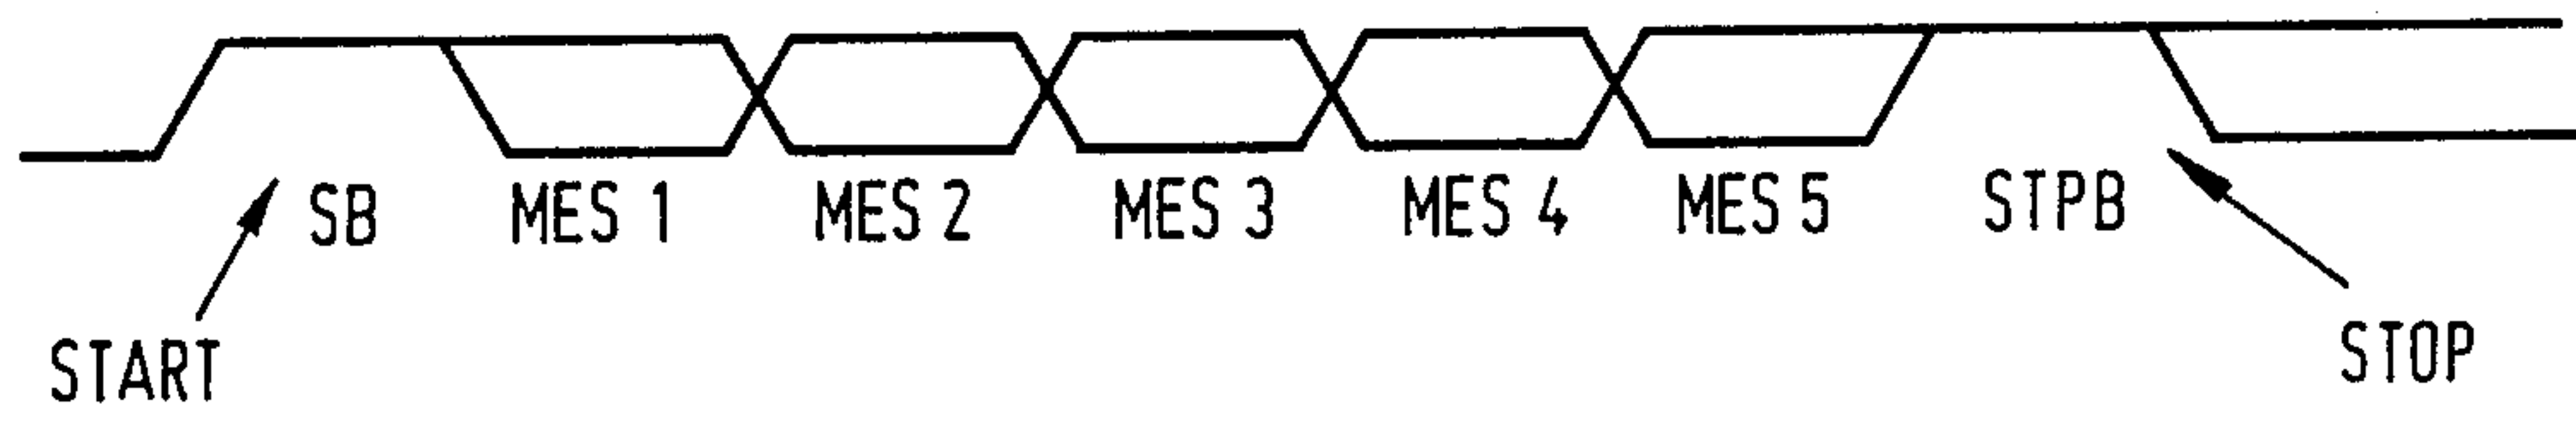 SB MES 1 MES 2 MES 3 MES 4 MES 5 STPB
START STOP